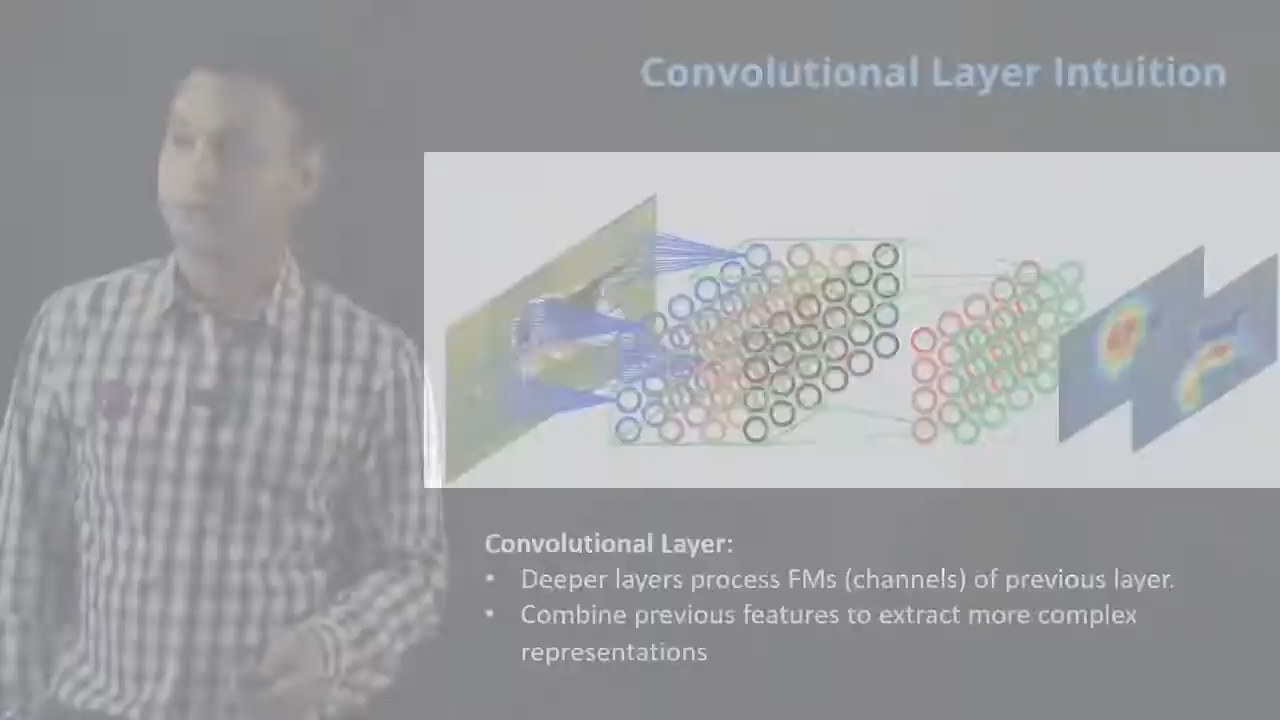 Convolutional Layer Intuition
Convolutional Layer:
• Deeper layers process FMs (channels) of previous layer.
• Combine previous features to extract more complex
representations